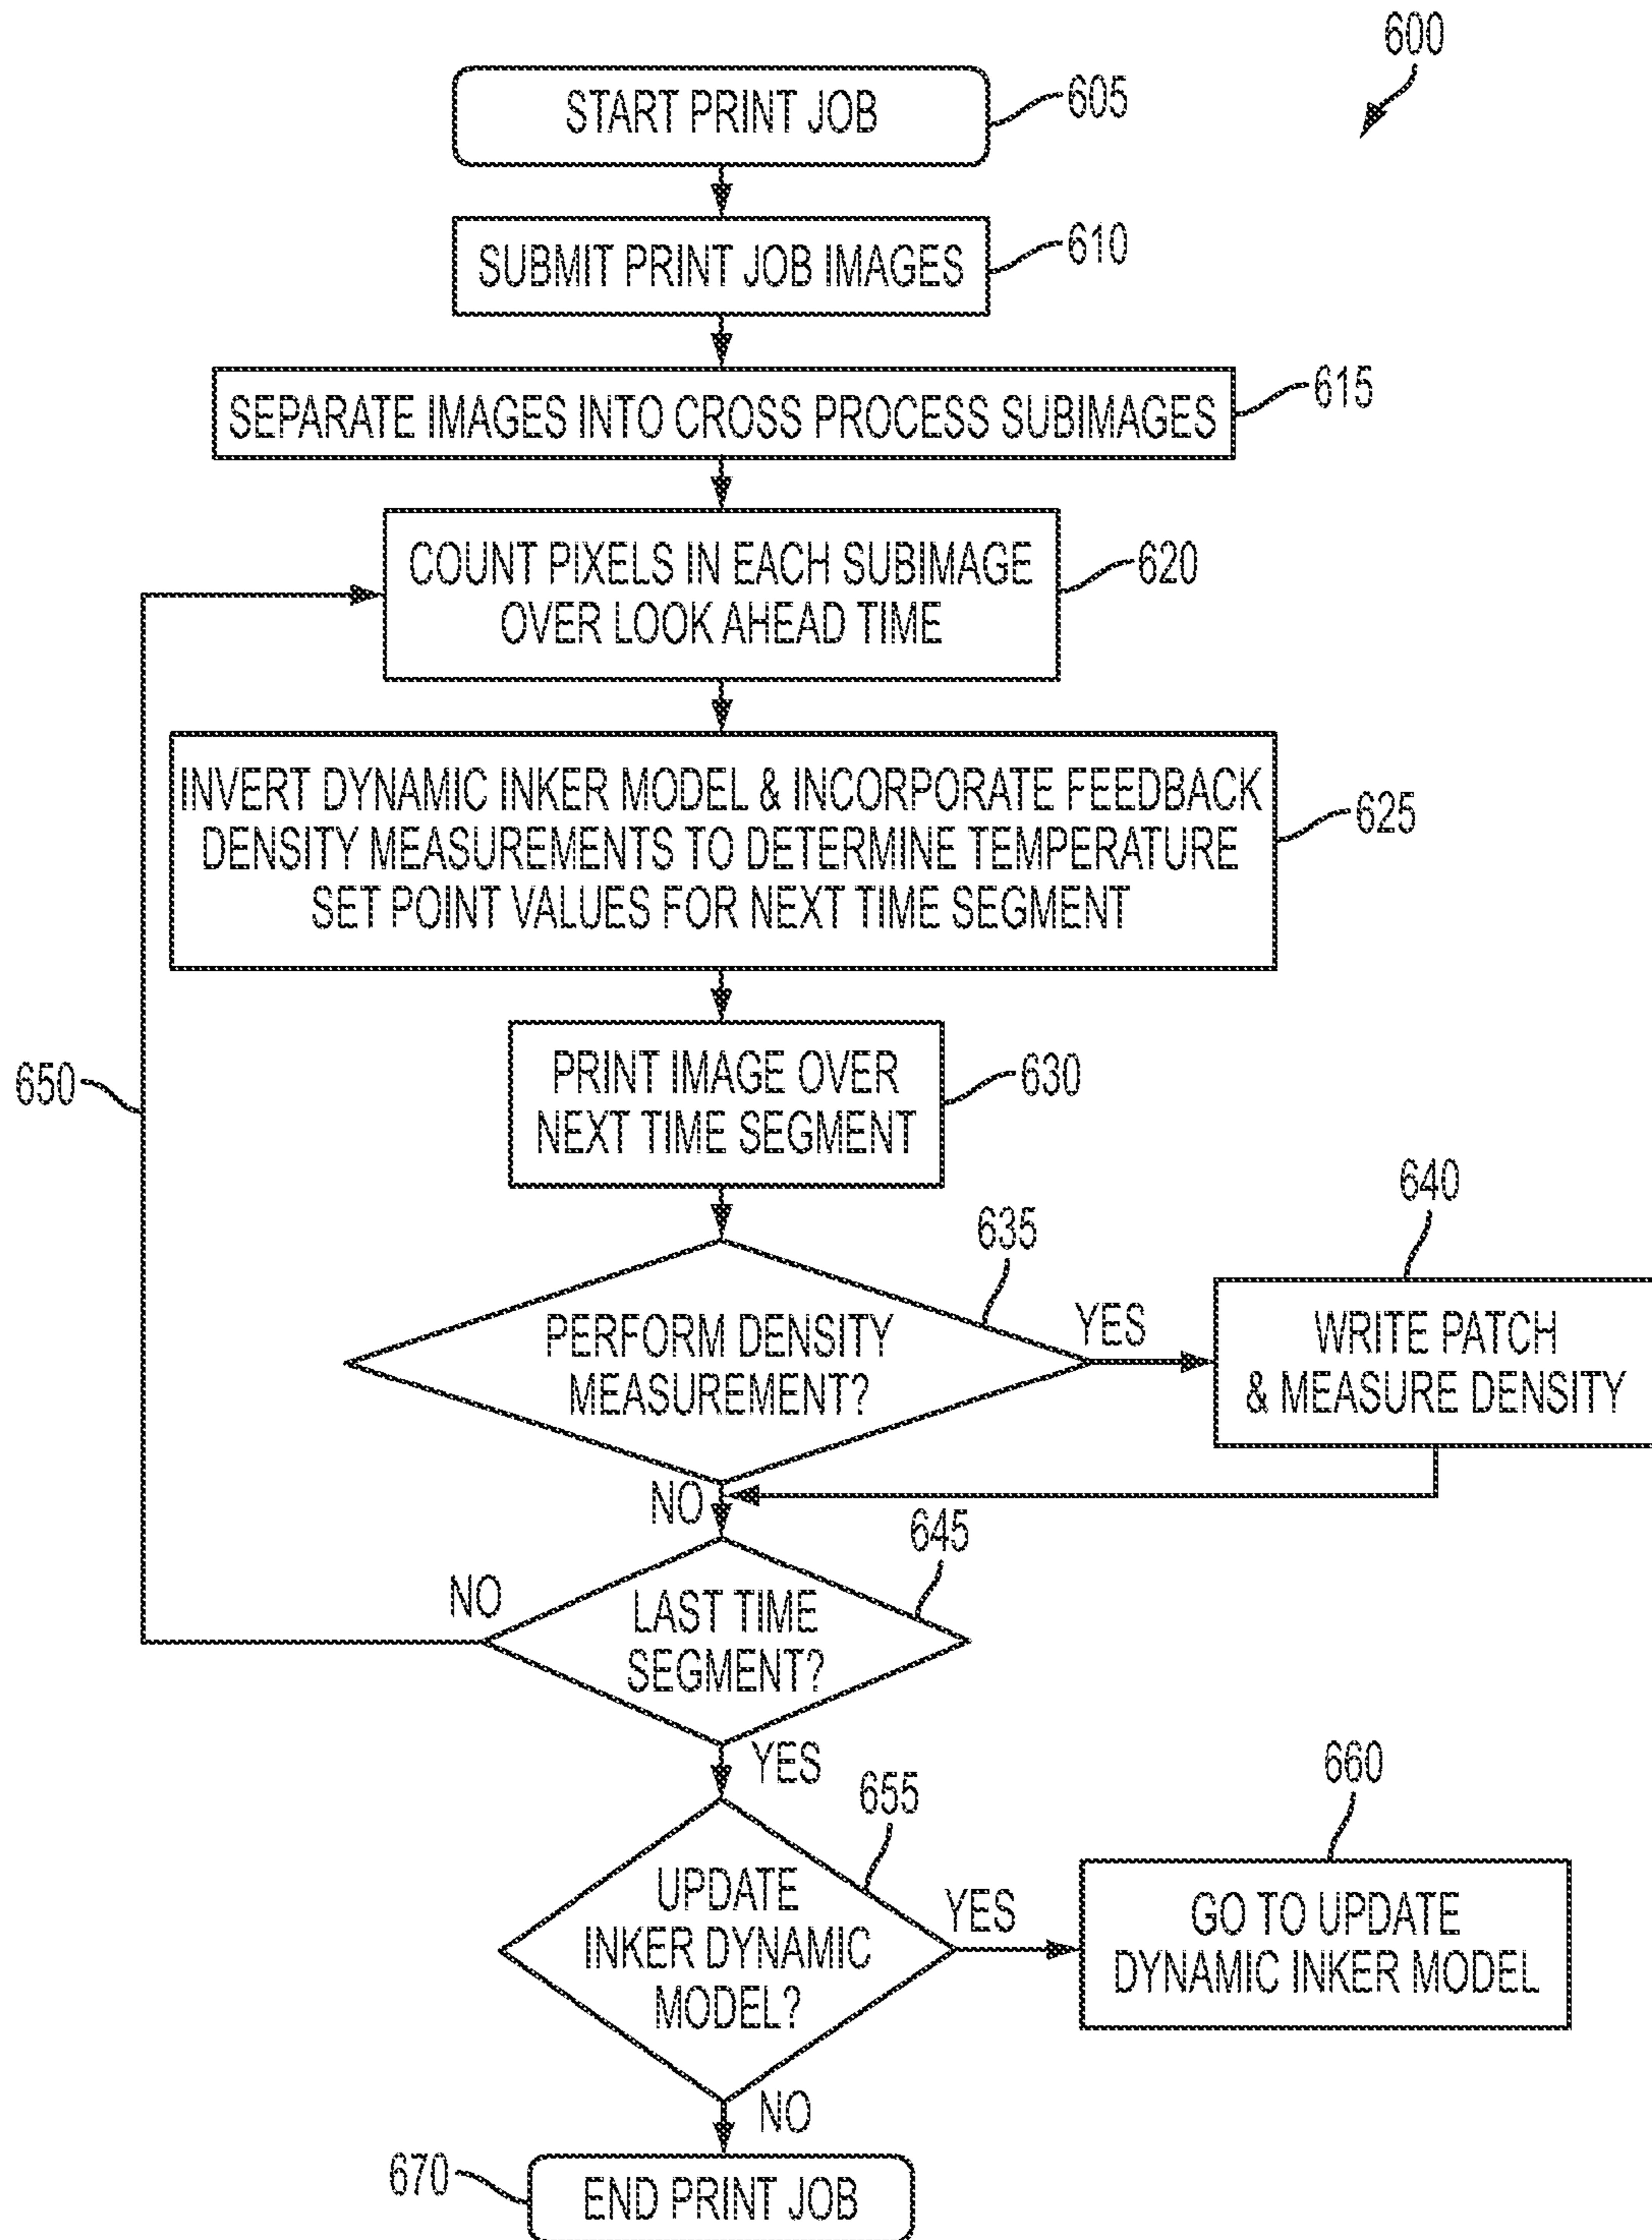 600
START PRINT JOB
605
SUBMIT PRINT JOB IMAGES
610
SEPARATE IMAGES INTO CROSS PROCESS SUBIMAGES
615
COUNT PIXELS IN EACH SUBIMAGE
OVER LOOK AHEAD TIME
620
INVERT DYNAMIC INKER MODEL & INCORPORATE FEEDBACK
DENSITY MEASUREMENTS TO DETERMINE TEMPERATURE
SET POINT VALUES FOR NEXT TIME SEGMENT
625
PRINT IMAGE OVER
NEXT TIME SEGMENT
630
650
PERFORM DENSITY
MEASUREMENT?
635
YES
WRITE PATCH
& MEASURE DENSITY
640
NO
LAST TIME
SEGMENT?
645
NO
YES
UPDATE
INKER DYNAMIC
MODEL?
655
YES
GO TO UPDATE
DYNAMIC INKER MODEL
660
NO
END PRINT JOB
670